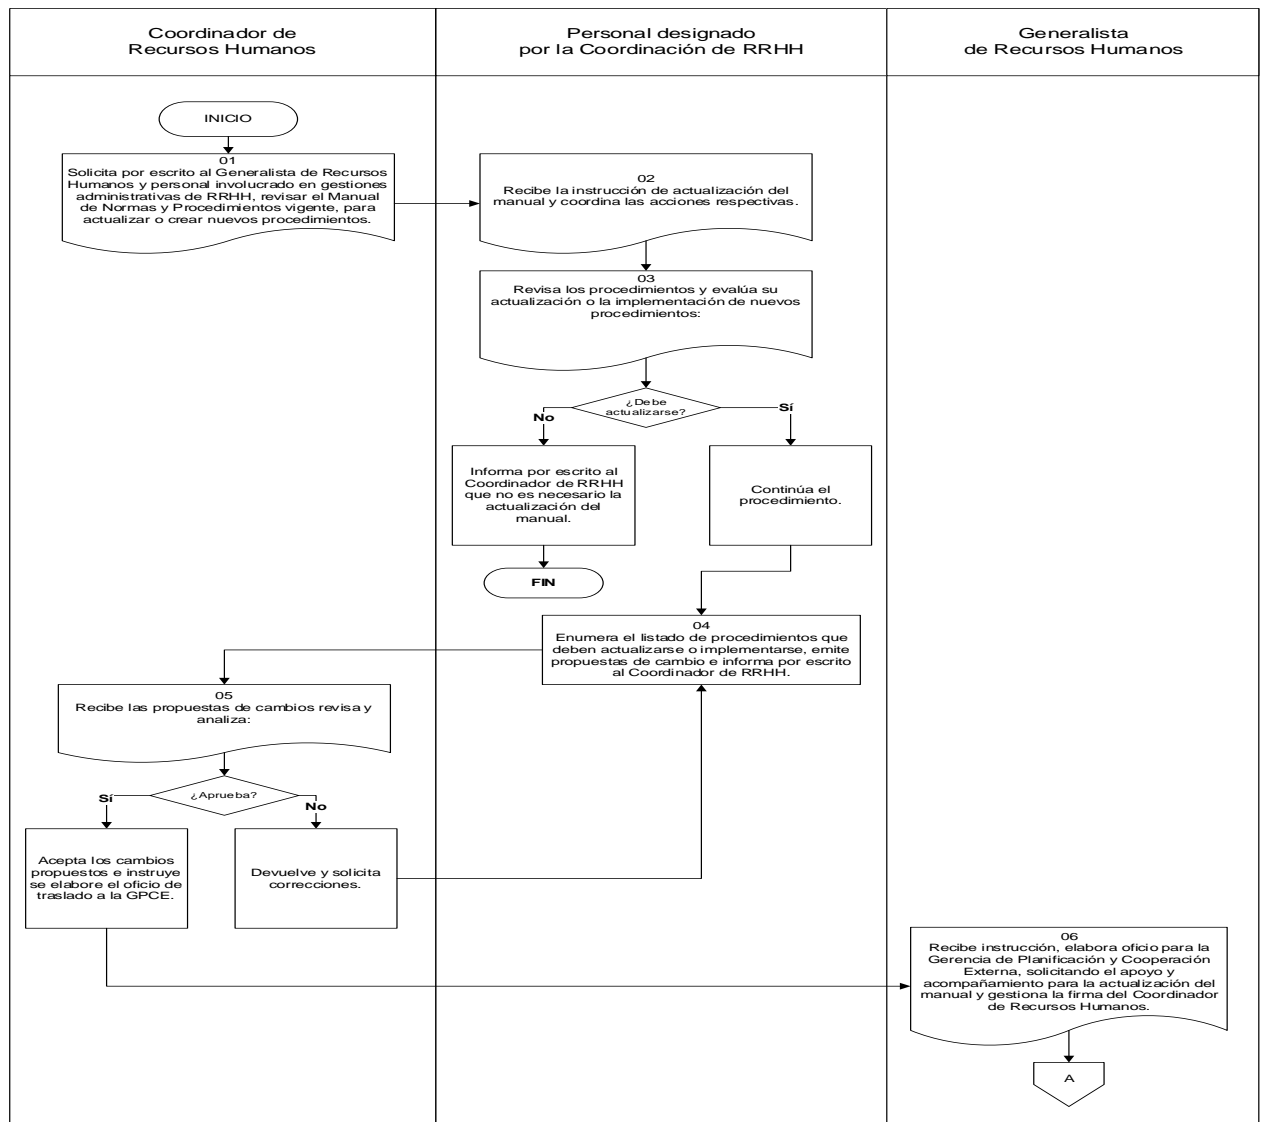 Coordinador de
Recursos Humanos
Personal designado
por la Coordinación de RRHH
Generalista
de Recursos Humanos
INICIO
01
Solicita por escrito al Generalista de Recursos
Humanos y personal involucrado en gestiones
administrativas de RRHH, revisar el Manual
de Normas y Procedimientos vigente, para
actualizar o crear nuevos procedimientos.
02
Recibe la instrucción de actualización del
manual y coordina las acciones respectivas.
03
Revisa los procedimientos y evalúa su
actualización o la implementación de nuevos
procedimientos:
¿Debe
actualizarse?
No
Sí
Informa por escrito al
Coordinador de RRHH
que no es necesario la
actualización del
manual.
Continúa el
procedimiento.
FIN
04
Enumera el listado de procedimientos que
deben actualizarse o implementarse, emite
propuestas de cambio e informa por escrito
al Coordinador de RRHH.
05
Recibe las propuestas de cambios revisa y
analiza:
¿Aprueba?
Sí
No
Acepta los cambios
propuestos e instruye
se elabore el oficio de
traslado a la GPCE.
Devuelve y solicita
correcciones.
06
Recibe instrucción, elabora oficio para la
Gerencia de Planificación y Cooperación
Externa, solicitando el apoyo y
acompañamiento para la actualización del
manual y gestiona la firma del Coordinador
de Recursos Humanos.
A